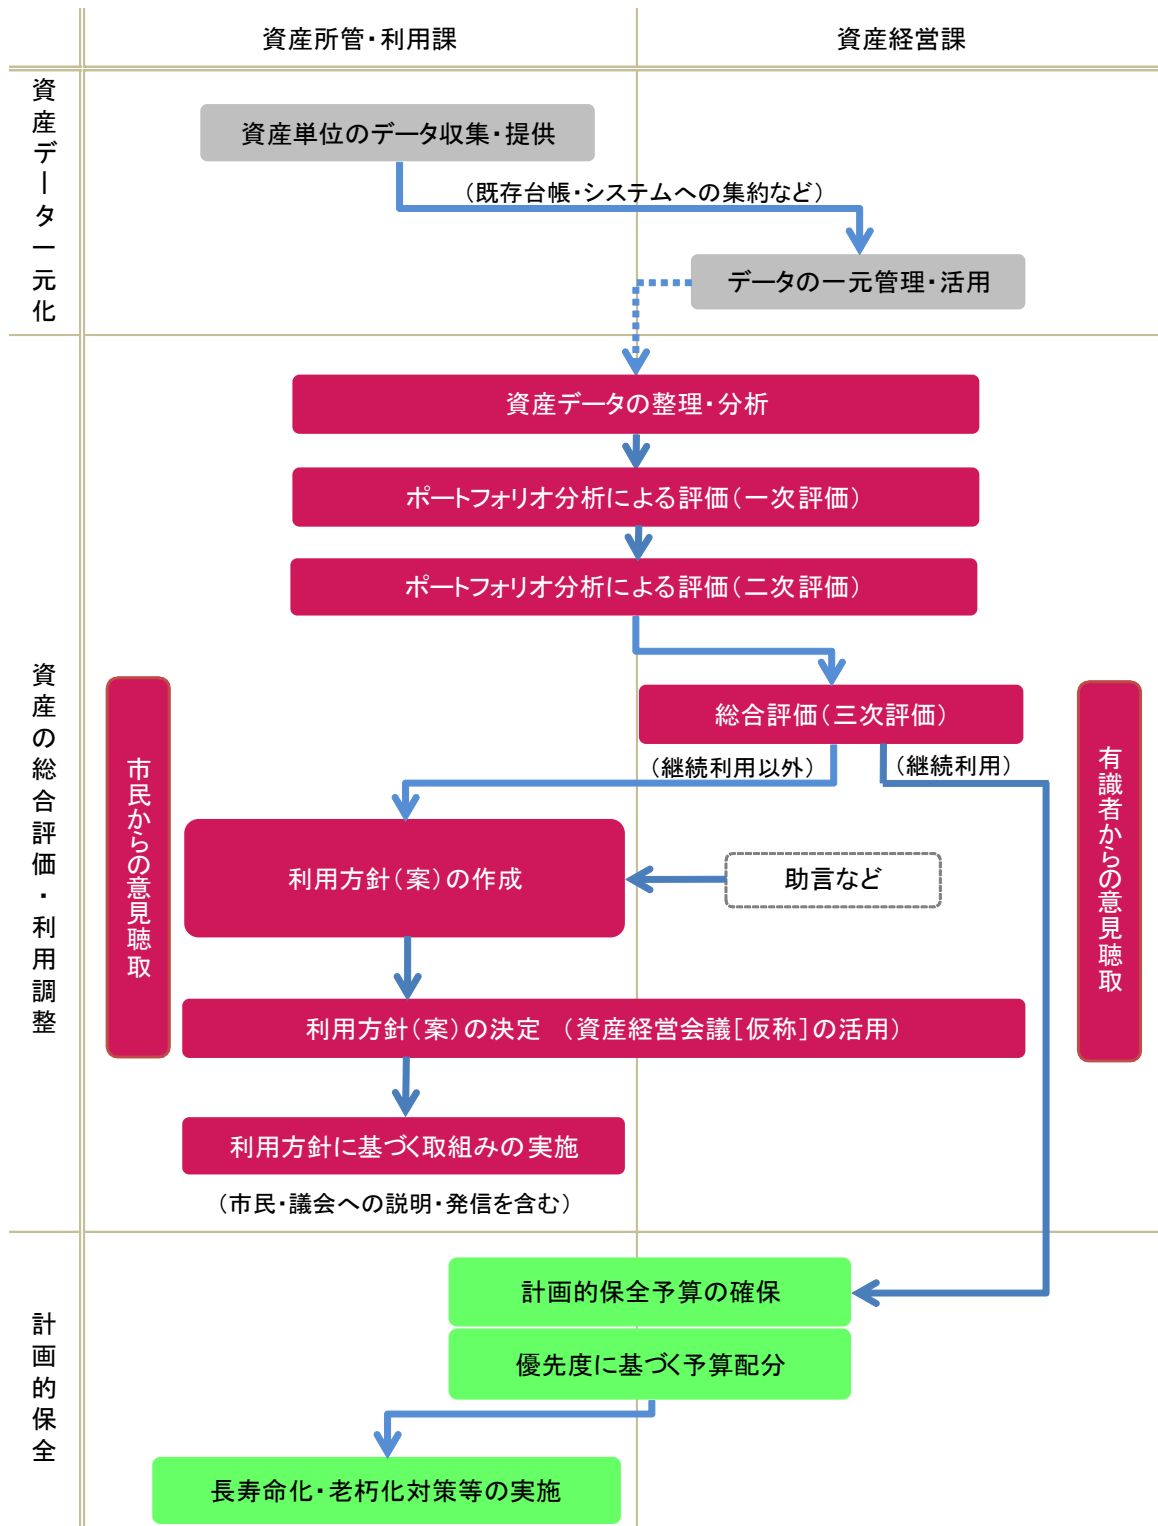 資産所管・利用課
資産経営課
資産データ一元化
資産単位のデータ収集・提供
（既存台帳・システムへの集約など）
データの一元管理・活用
資産の総合評価・利用調整
資産データの整理・分析
ポートフォリオ分析による評価（一次評価）
ポートフォリオ分析による評価（二次評価）
総合評価（三次評価）
（継続利用以外）
（継続利用）
市民からの意見聴取
有識者からの意見聴取
利用方針（案）の作成
助言など
利用方針（案）の決定　（資産経営会議［仮称］の活用）
利用方針に基づく取組みの実施
（市民・議会への説明・発信を含む）
計画的保全
計画的保全予算の確保
優先度に基づく予算配分
長寿命化・老朽化対策等の実施